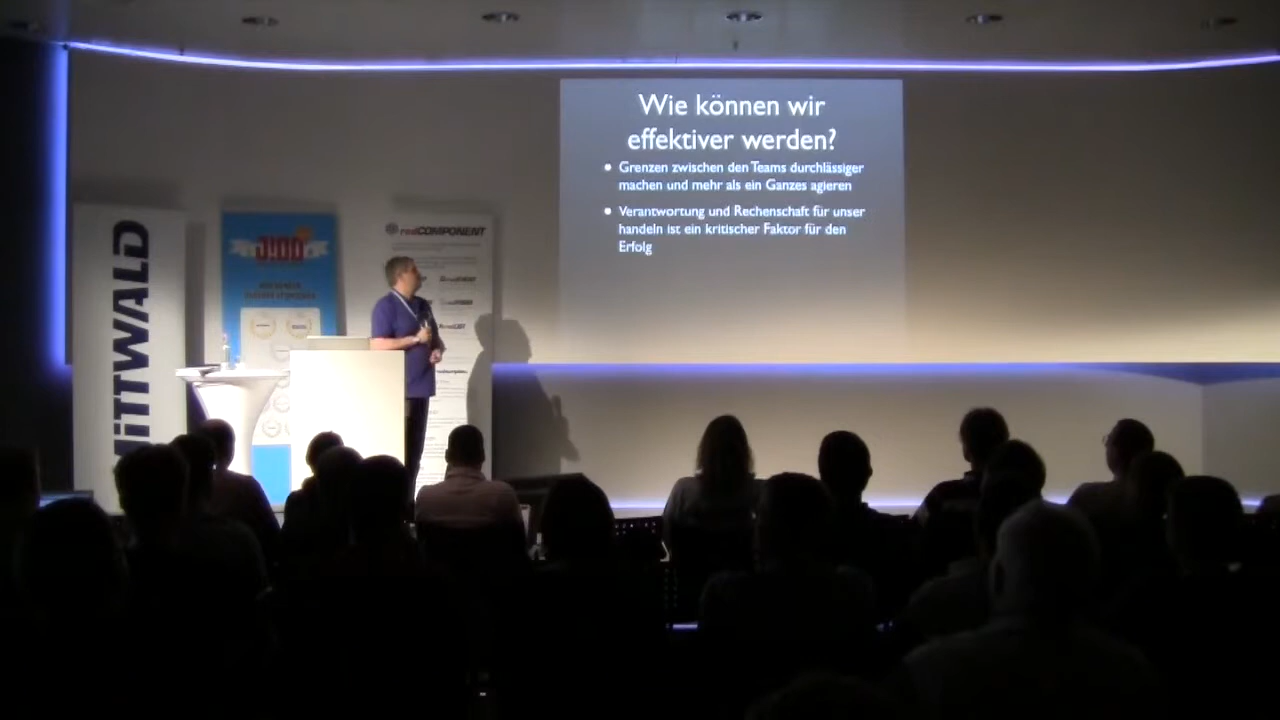 Wie können wir
effektiver werden?
Grenzen zwischen den Teams durchlässiger
machen und mehr als ein Ganzes agieren
Verantwortung und Rechenschaft für unser
handeln ist ein kritischer Faktor für den
Erfolg
MITTWALD
redCOMPONENT